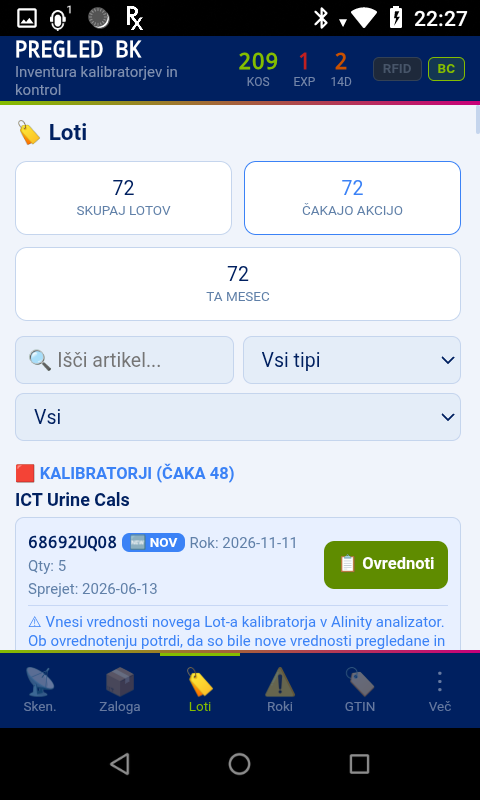 1
22:27
PREGLED BK
Inventura kalibratorjev in
kontrol
209
KOS
1
EXP
2
14D
RFID
BC
Loti
72
SKUPAJ LOTOV
72
ČAKAJO AKCIJO
72
TA MESEC
Išči artikel...
Vsi tipi
Vsi
KALIBRATORJI (ČAKA 48)
ICT Urine Cals
68692UQ08 NEW NOV Rok: 2026-11-11
Qty: 5
Sprejet: 2026-06-13
Ovrednoti
⚠ Vnesi vrednosti novega Lot-a kalibratorja v Alinity analizator.
Ob ovrednotenju potrdi, da so bile nove vrednosti pregledane in
Sken.
Zaloga
Loti
Roki
GTIN
Več